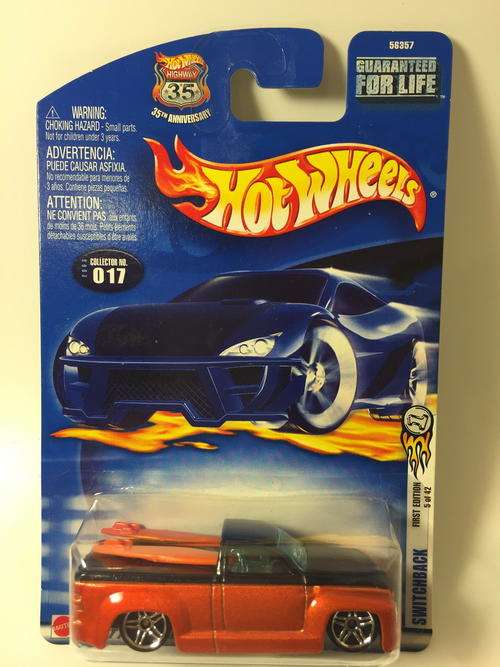 56357
GUARANTEED
FOR LIFE
Hot Wheels
HIGHWAY
35
35TH ANNIVERSARY
WARNING:
CHOKING HAZARD - Small parts.
Not for children under 3 years.
ADVERTENCIA:
PUEDE CAUSAR ASFIXIA.
No recomendable para menores de
3 años. Contiene piezas pequeñas.
ATTENTION:
NE CONVIENT PAS aux enfants
de moins de 36 mois. Petits éléments
détachables susceptibles d'être avalés.
HOT WHEELS
®
2003
COLLECTOR NO.
017
FIRST EDITION
5 of 42
SWITCHBACK